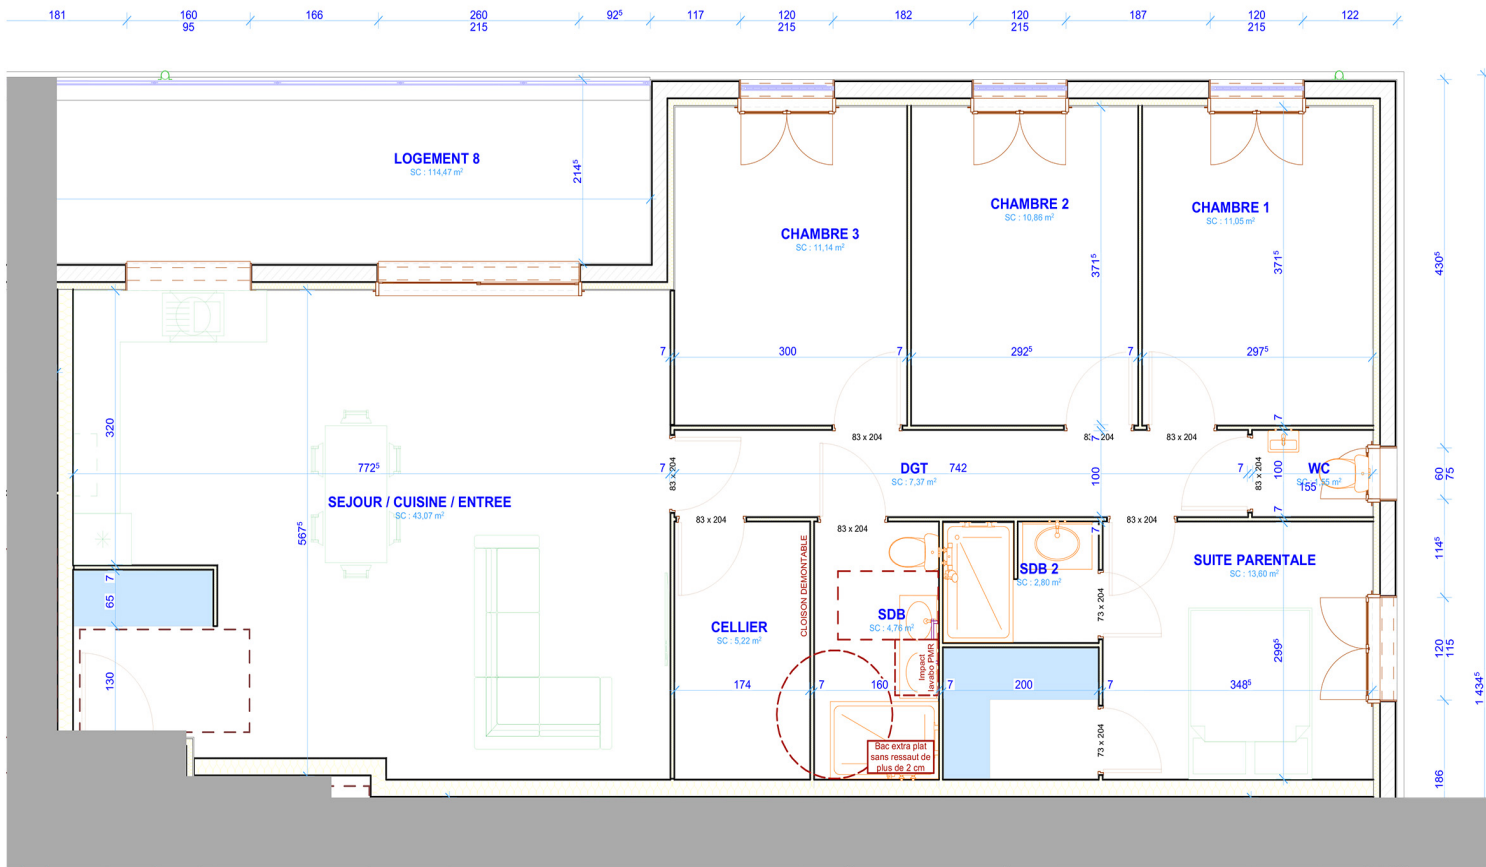 181 160 166 260 92⁵ 117 120 182 120 187 120 122
95 215 215 215 215
LOGEMENT 8
SC : 114,47 m²
214⁵
CHAMBRE 3
SC : 11,14 m²
CHAMBRE 2
SC : 10,86 m²
CHAMBRE 1
SC : 11,05 m²
371⁵
371⁵
430⁵
7 300 7 292⁵ 7 297⁵
320
7
83 x 204
83 x 204
83 x 204
7
772⁵
7
83 x 204
DGT
SC : 7,37 m²
742
100
7
83 x 204
100
WC
155
60
75
SEJOUR / CUISINE / ENTREE
SC : 43,07 m²
567⁵
7
83 x 204
83 x 204
7
83 x 204
114⁵
CLOISON DEMONTABLE
SDB 2
SC : 2,80 m²
SUITE PARENTALE
SC : 13,60 m²
7
65
73 x 204
CELLIER
SC : 5,22 m²
SDB
SC : 4,76 m²
Impact
lavabo PMR
299⁵
120
115
130
174 7 160 7 200 7 348⁵
1 434⁵
73 x 204
Bac extra plat
sans ressaut de
plus de 2 cm
186